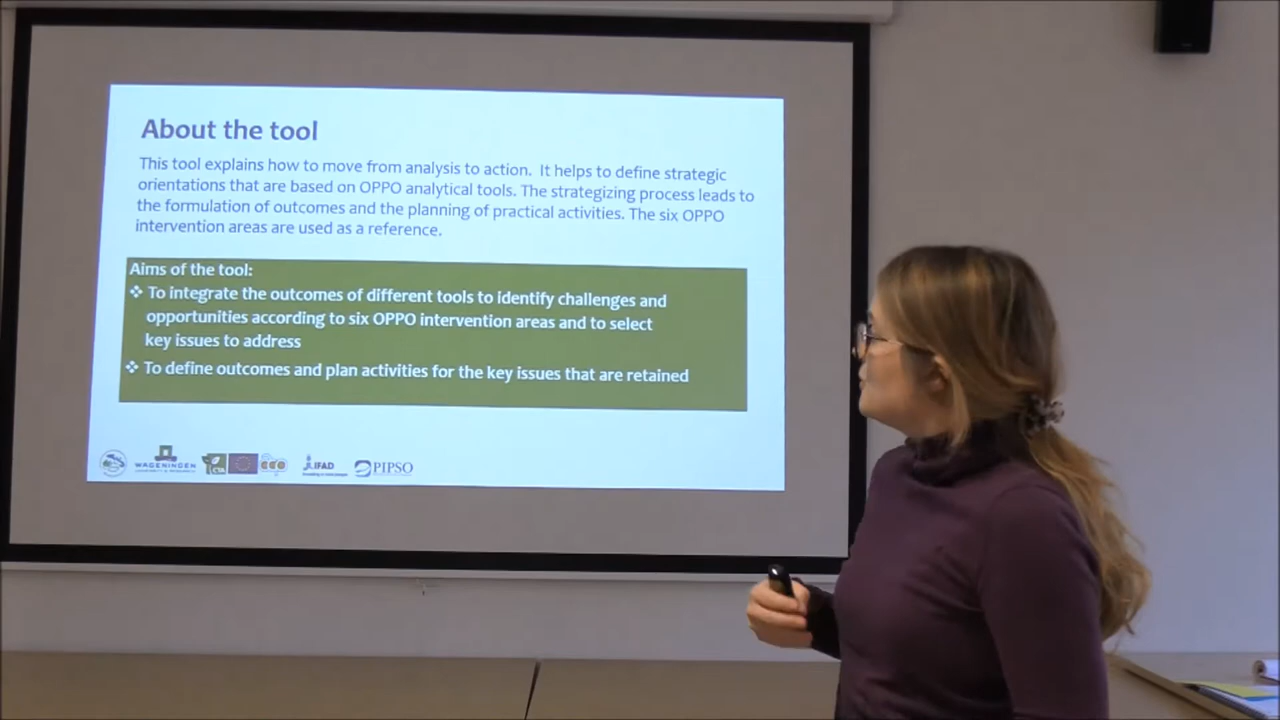 About the tool
This tool explains how to move from analysis to action. It helps to define strategic
orientations that are based on OPPO analytical tools. The strategizing process leads to
the formulation of outcomes and the planning of practical activities. The six OPPO
intervention areas are used as a reference.
Aims of the tool:
❖ To integrate the outcomes of different tools to identify challenges and
opportunities according to six OPPO intervention areas and to select
key issues to address
❖ To define outcomes and plan activities for the key issues that are retained
WAGENINGEN
CTA
IFAD
PIPSO